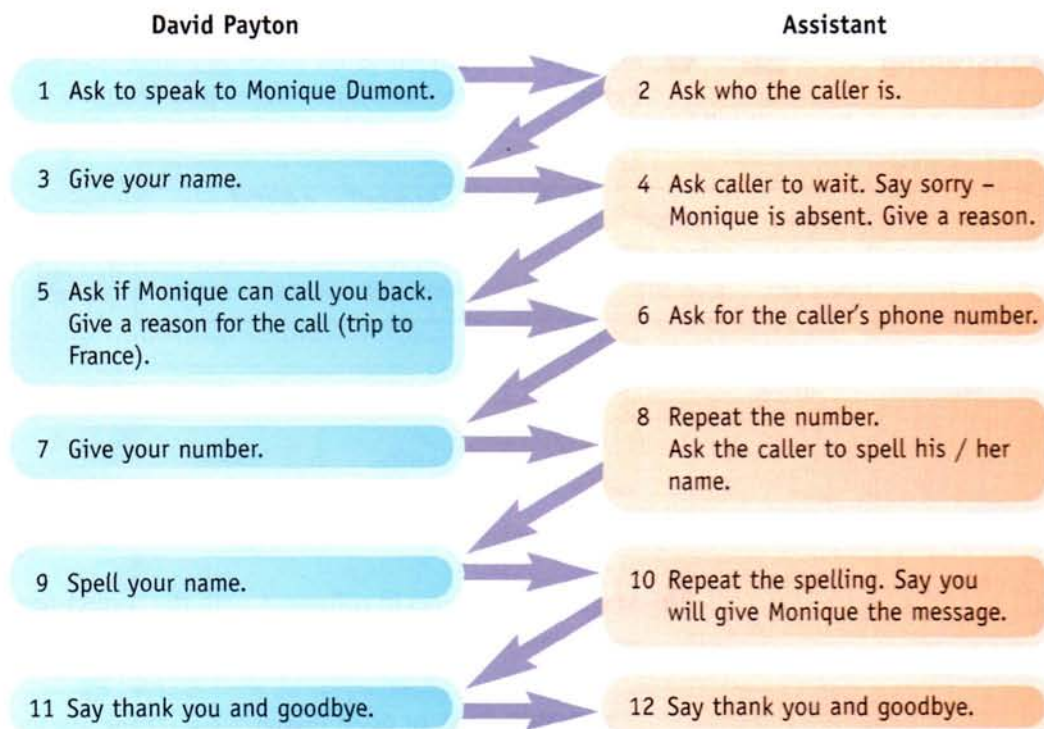 David Payton
Assistant
1 Ask to speak to Monique Dumont.
2 Ask who the caller is.
3 Give your name.
4 Ask caller to wait. Say sorry –
Monique is absent. Give a reason.
5 Ask if Monique can call you back.
Give a reason for the call (trip to
France).
6 Ask for the caller's phone number.
7 Give your number.
8 Repeat the number.
Ask the caller to spell his / her
name.
9 Spell your name.
10 Repeat the spelling. Say you
will give Monique the message.
11 Say thank you and goodbye.
12 Say thank you and goodbye.